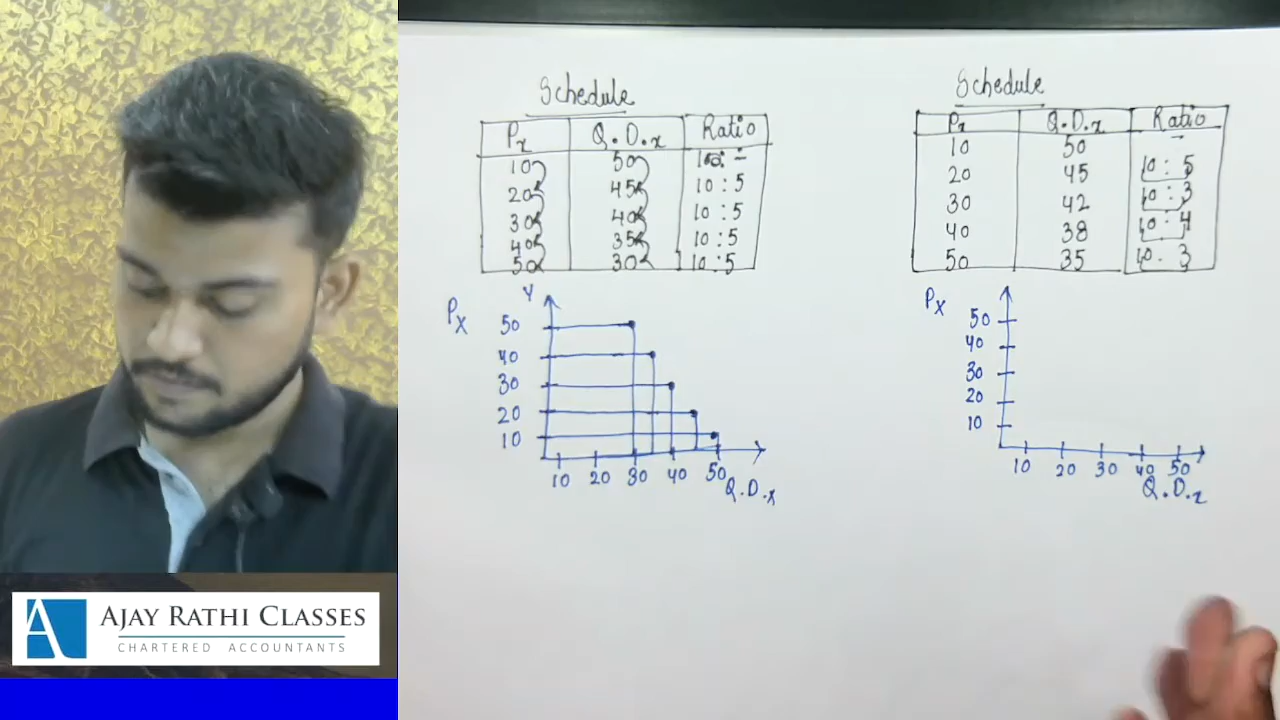 Schedule
Px Q.D.x Ratio
10 50 -
20 45 10 : 5
30 40 10 : 5
40 35 10 : 5
50 30 10 : 5
Y
Px
50
40
30
20
10
10 20 30 40 50
Q.D.x
Schedule
Px Q.D.x Ratio
10 50 -
20 45 10 : 5
30 42 10 : 3
40 38 10 : 4
50 35 10 : 3
Px
50
40
30
20
10
10 20 30 40 50
Q.D.x
A
AJAY RATHI CLASSES
CHARTERED ACCOUNTANTS